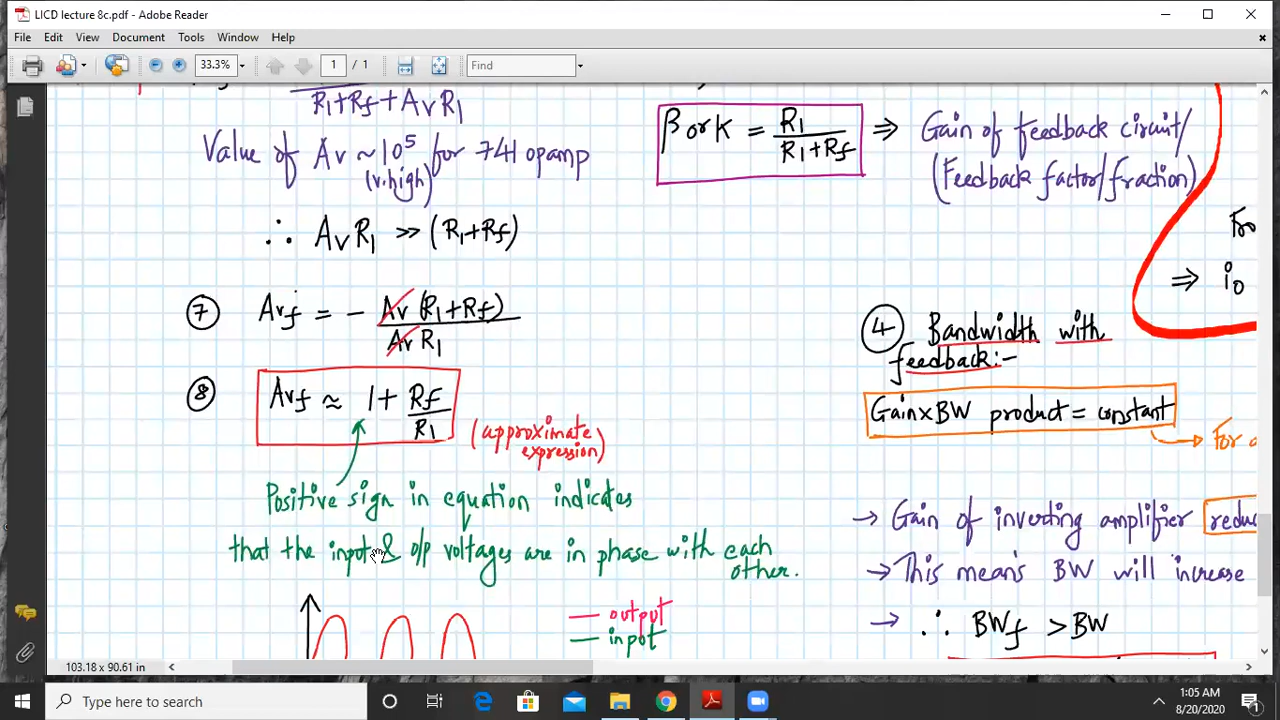 LICD lecture 8c.pdf - Adobe Reader
File Edit View Document Tools Window Help
33.3% 1 / 1 Find
R1+Rf+AvR1
Value of Av ~10^5 for 741 opamp
(v.high)
∴ AvR1 >> (R1+Rf)
⑦ Avf = - Av(R1+Rf)
AvR1
⑧ Avf ≈ 1+ Rf
R1
(approximate
expression)
Positive sign in equation indicates
that the input & o/p voltages are in phase with each
other.
— output
— input
β or K = R1
R1+Rf
⇒ Gain of feedback circuit/
(Feedback factor/fraction)
⇒ io
④ Bandwidth with
feedback:-
Gain×BW product = constant
→ For
→ Gain of inverting amplifier
→ This means BW will increase
→ ∴ BWf > BW
103.18 x 90.61 in
Type here to search
1:05 AM
8/20/2020
1